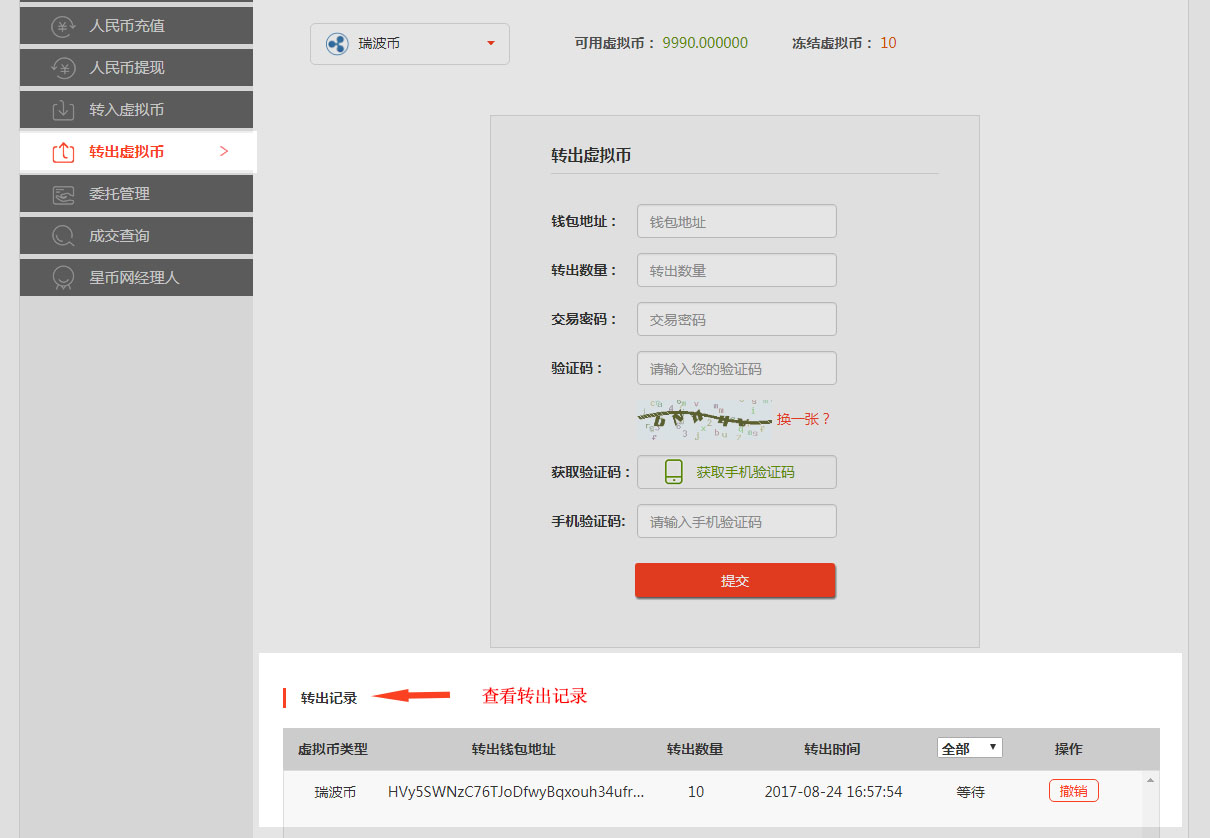 人民币充值
人民币提现
转入虚拟币
转出虚拟币 >
委托管理
成交查询
星币网经理人
瑞波币 可用虚拟币： 9990.000000 冻结虚拟币： 10
转出虚拟币
钱包地址： 钱包地址
转出数量： 转出数量
交易密码： 交易密码
验证码： 请输入您的验证码
换一张？
获取验证码： 获取手机验证码
手机验证码: 请输入手机验证码
提交
转出记录 查看转出记录
虚拟币类型 转出钱包地址 转出数量 转出时间 全部 操作
瑞波币 HVy5SWNzC76TJoDfwyBqxouh34ufr... 10 2017-08-24 16:57:54 等待 撤销